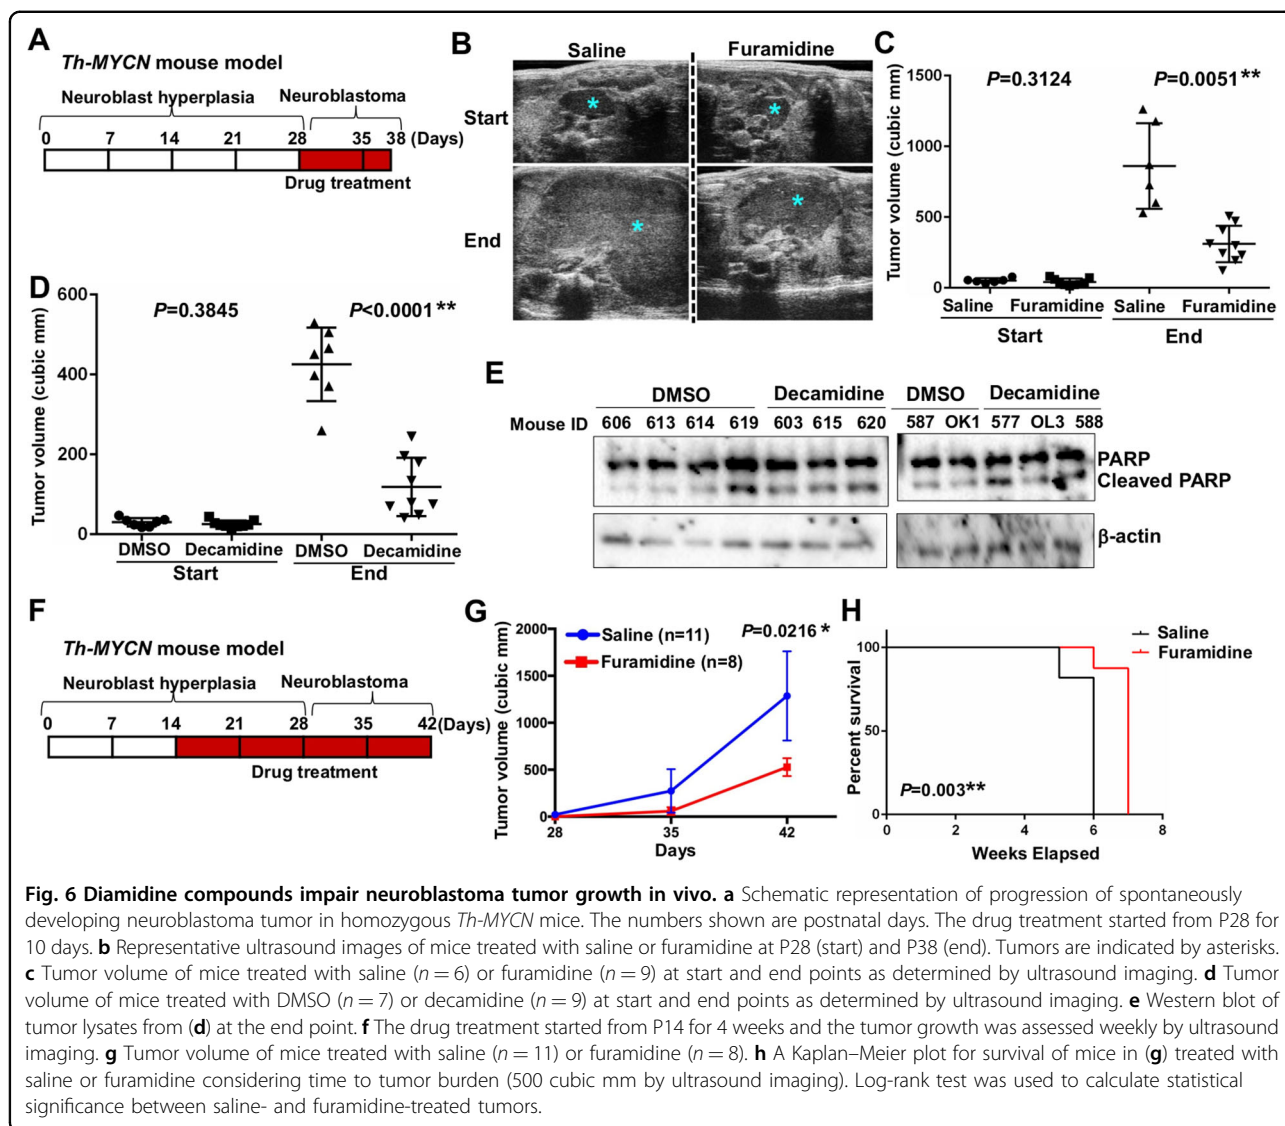 A
Th-MYCN mouse model
Neuroblast hyperplasia
Neuroblastoma
0 7 14 21 28 35 38 (Days)
Drug treatment
B
Saline Furamidine
Start
* *
End
* *
C
Tumor volume (cubic mm)
P=0.3124 P=0.0051**
1500
1000
500
0
Saline Furamidine Saline Furamidine
Start End
D
Tumor volume (cubic mm)
P=0.3845 P<0.0001**
600
400
200
0
DMSO Decamidine DMSO Decamidine
Start End
E
DMSO Decamidine DMSO Decamidine
Mouse ID 606 613 614 619 603 615 620 587 OK1 577 OL3 588
PARP
Cleaved PARP
β-actin
F
Th-MYCN mouse model
Neuroblast hyperplasia Neuroblastoma
0 7 14 21 28 35 42 (Days)
Drug treatment
G
Tumor volume (cubic mm)
Saline (n=11)
Furamidine (n=8)
P=0.0216 *
2000
1500
1000
500
0
28 35 42
Days
H
Percent survival
Saline
Furamidine
100
50
0
P=0.003**
0 2 4 6 8
Weeks Elapsed
Fig. 6 Diamidine compounds impair neuroblastoma tumor growth in vivo. a Schematic representation of progression of spontaneously
developing neuroblastoma tumor in homozygous Th-MYCN mice. The numbers shown are postnatal days. The drug treatment started from P28 for
10 days. b Representative ultrasound images of mice treated with saline or furamidine at P28 (start) and P38 (end). Tumors are indicated by asterisks.
c Tumor volume of mice treated with saline (n = 6) or furamidine (n = 9) at start and end points as determined by ultrasound imaging. d Tumor
volume of mice treated with DMSO (n = 7) or decamidine (n = 9) at start and end points as determined by ultrasound imaging. e Western blot of
tumor lysates from (d) at the end point. f The drug treatment started from P14 for 4 weeks and the tumor growth was assessed weekly by ultrasound
imaging. g Tumor volume of mice treated with saline (n = 11) or furamidine (n = 8). h A Kaplan–Meier plot for survival of mice in (g) treated with
saline or furamidine considering time to tumor burden (500 cubic mm by ultrasound imaging). Log-rank test was used to calculate statistical
significance between saline- and furamidine-treated tumors.